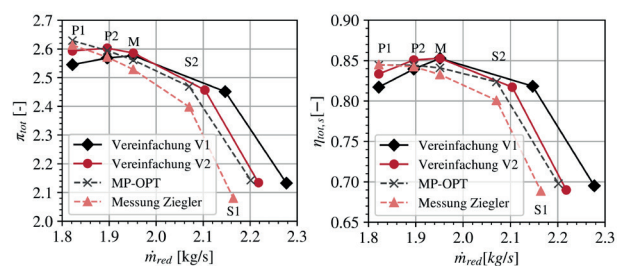 2.7
2.6
2.5
2.4
2.3
2.2
2.1
2.0
π_tot [-]
P1
P2
M
S2
S1
Vereinfachung V1
Vereinfachung V2
MP-OPT
Messung Ziegler
1.8 1.9 2.0 2.1 2.2 2.3
ṁ_red [kg/s]
0.90
0.85
0.80
0.75
0.70
0.65
η_tot,s[−]
P1
P2
M
S2
S1
Vereinfachung V1
Vereinfachung V2
MP-OPT
Messung Ziegler
1.8 1.9 2.0 2.1 2.2 2.3
ṁ_red[kg/s]